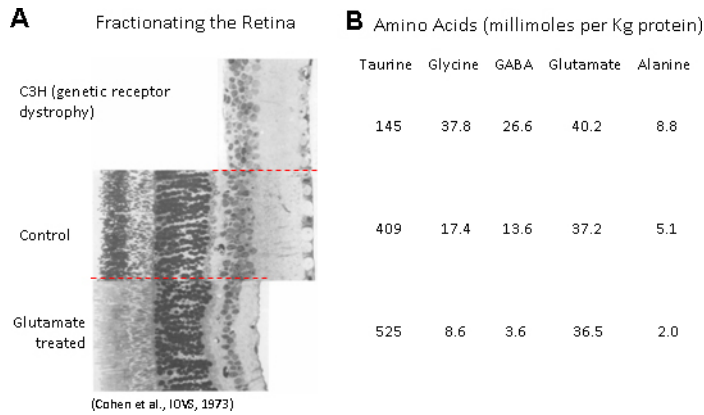 A Fractionating the Retina
C3H (genetic receptor
dystrophy)
Control
Glutamate
treated
(Cohen et al., IOVS, 1973)
B Amino Acids (millimoles per Kg protein)
Taurine Glycine GABA Glutamate Alanine
145 37.8 26.6 40.2 8.8
409 17.4 13.6 37.2 5.1
525 8.6 3.6 36.5 2.0